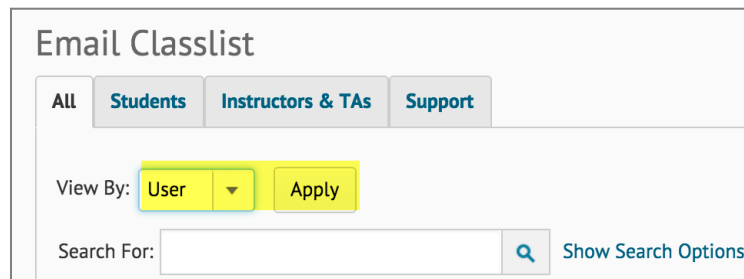 Email Classlist
All Students Instructors & TAs Support
View By: User Apply
Search For: Show Search Options